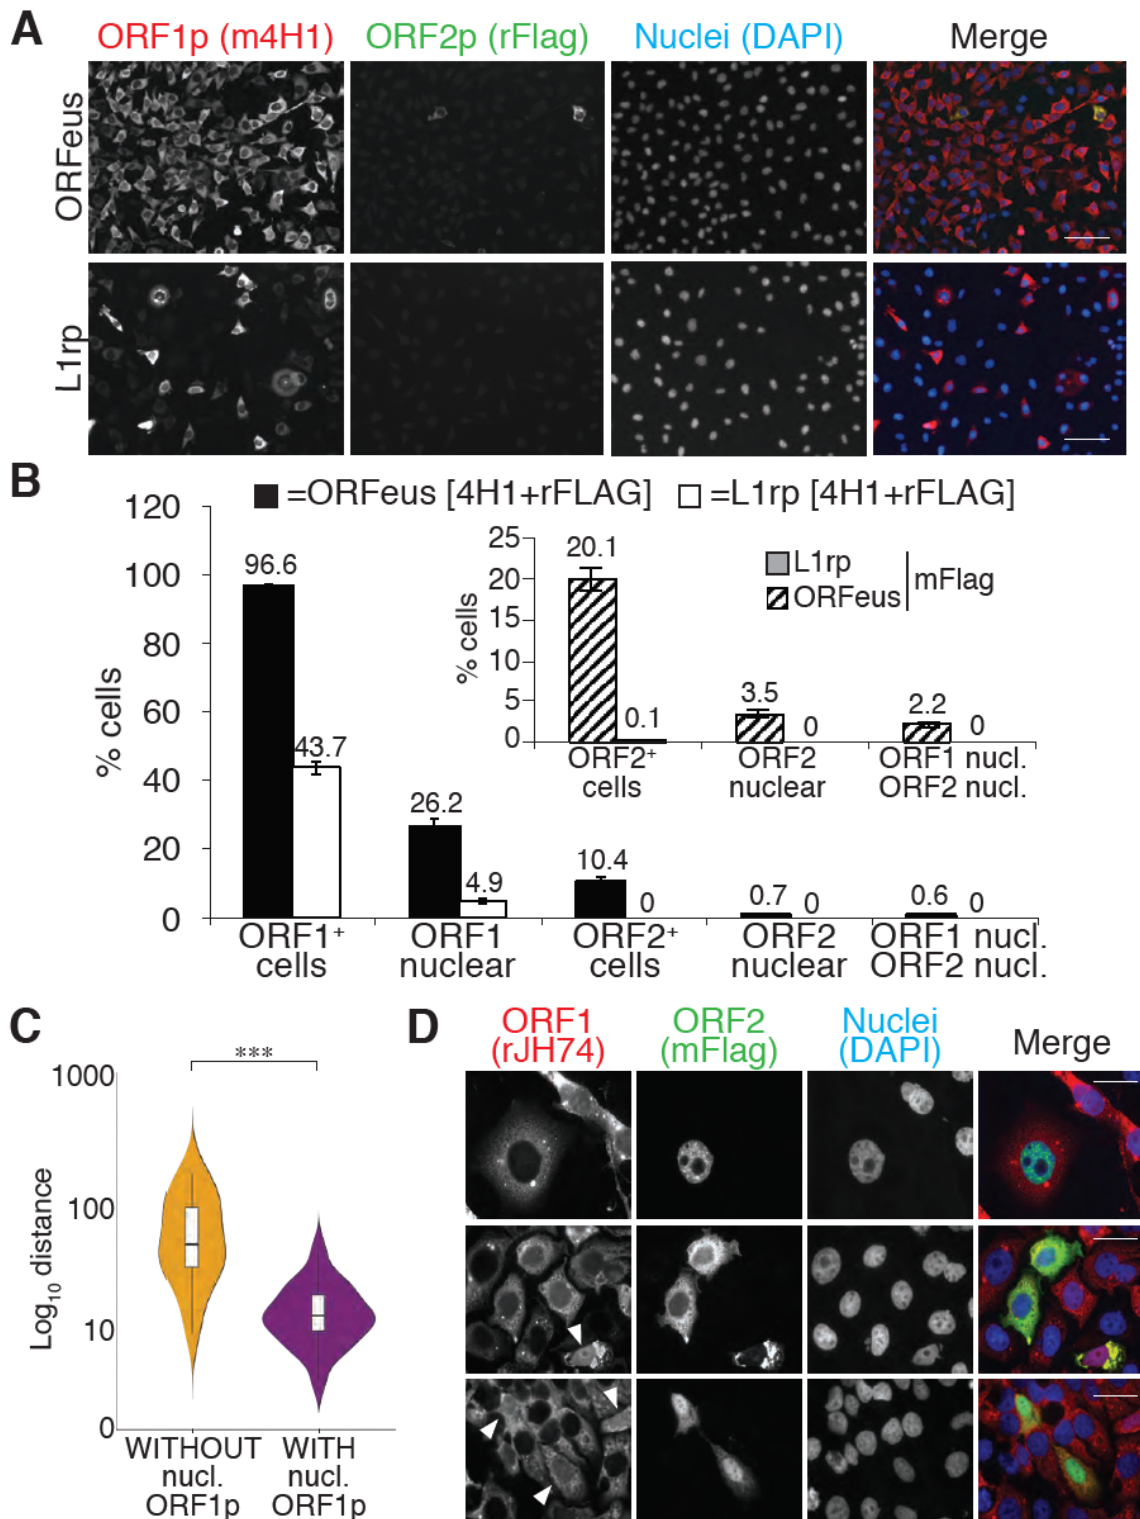 A
ORF1p (m4H1) ORF2p (rFlag) Nuclei (DAPI) Merge
ORFeus
L1rp
B
=ORFeus [4H1+rFLAG] =L1rp [4H1+rFLAG]
% cells
120
100
80
60
40
20
0
96.6
43.7
26.2
4.9
10.4
0
0.7
0
0.6
0
ORF1⁺ cells
ORF1 nuclear
ORF2⁺ cells
ORF2 nuclear
ORF1 nucl.
ORF2 nucl.
% cells
25
20
15
10
5
0
20.1
0.1
3.5
0
2.2
0
L1rp
ORFeus
mFlag
ORF2⁺ cells
ORF2 nuclear
ORF1 nucl.
ORF2 nucl.
C
***
Log₁₀ distance
1000
100
10
0
WITHOUT
nucl.
ORF1p
WITH
nucl.
ORF1p
D
ORF1
(rJH74)
ORF2
(mFlag)
Nuclei
(DAPI)
Merge